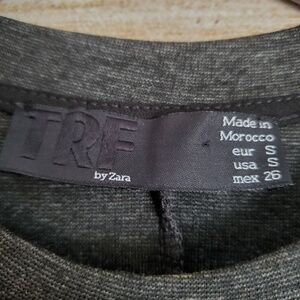 TRF
by Zara
Made in
Morocco
eur S
usa S
mex 26